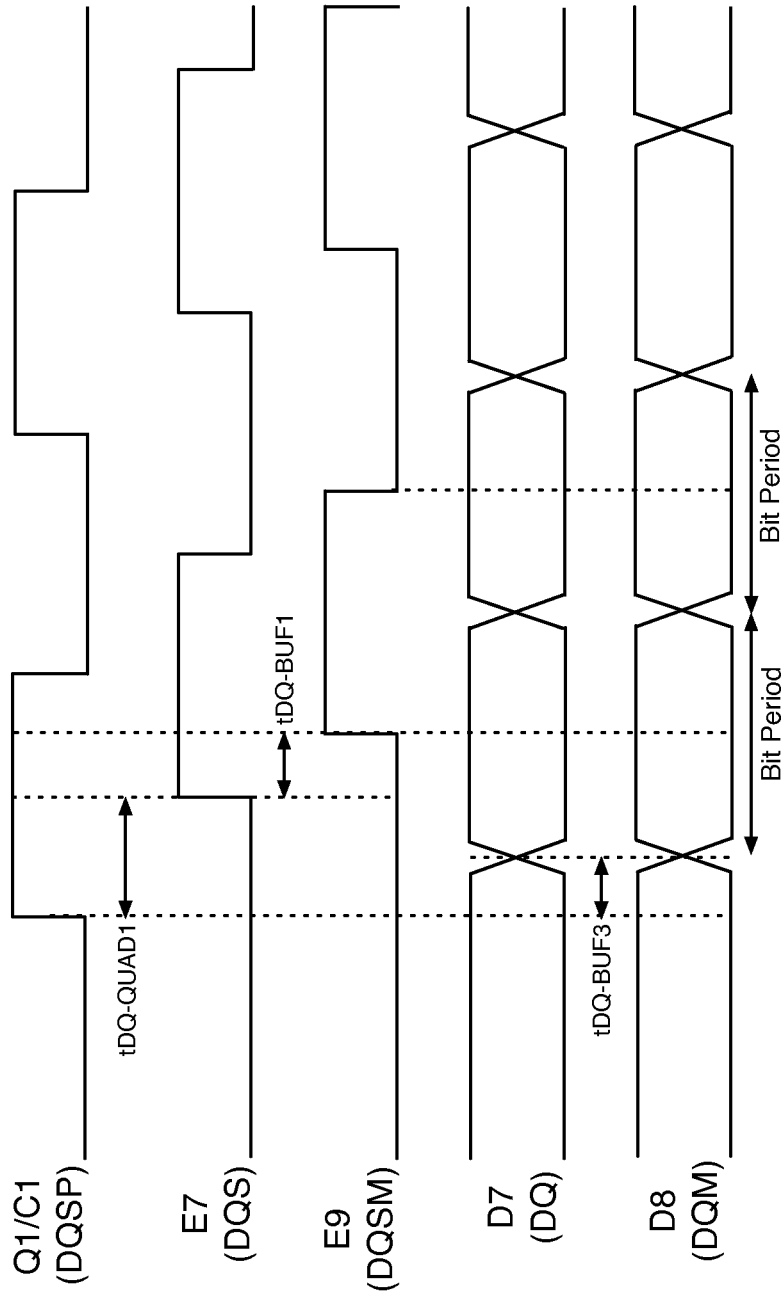 Q1/C1
(DQSP)
tDQ-QUAD1
E7
(DQS)
tDQ-BUF1
E9
(DQSM)
D7
(DQ)
tDQ-BUF3
D8
(DQM)
Bit Period
Bit Period